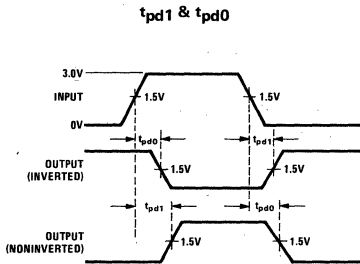 tpd1 & tpd0
3.0V
INPUT
1.5V
1.5V
0V
tpd0
tpd1
OUTPUT
(INVERTED)
1.5V
1.5V
tpd1
tpd0
OUTPUT
(NONINVERTED)
1.5V
1.5V